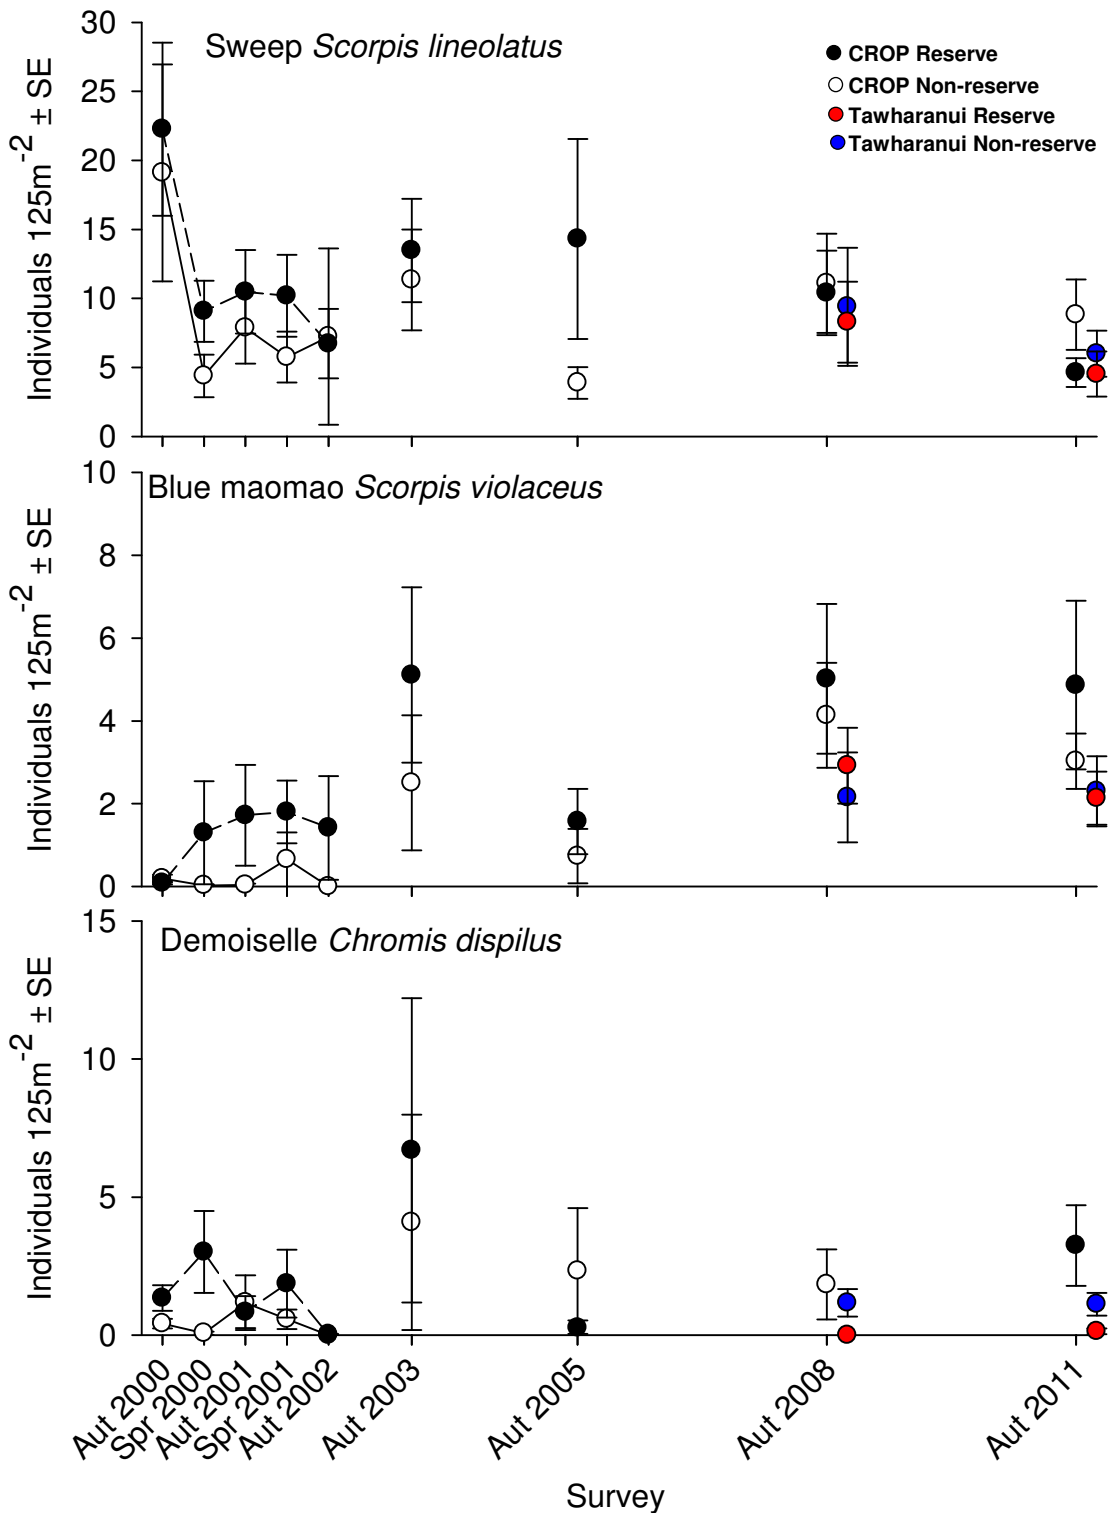 Sweep Scorpis lineolatus
CROP Reserve
CROP Non-reserve
Tawharanui Reserve
Tawharanui Non-reserve
Individuals 125m⁻² ± SE
30
25
20
15
10
5
0
Blue maomao Scorpis violaceus
Individuals 125m⁻² ± SE
10
8
6
4
2
0
Demoiselle Chromis dispilus
Individuals 125m⁻² ± SE
15
10
5
0
Aut 2000
Spr 2000
Aut 2001
Spr 2001
Aut 2002
Aut 2003
Aut 2005
Aut 2008
Aut 2011
Survey